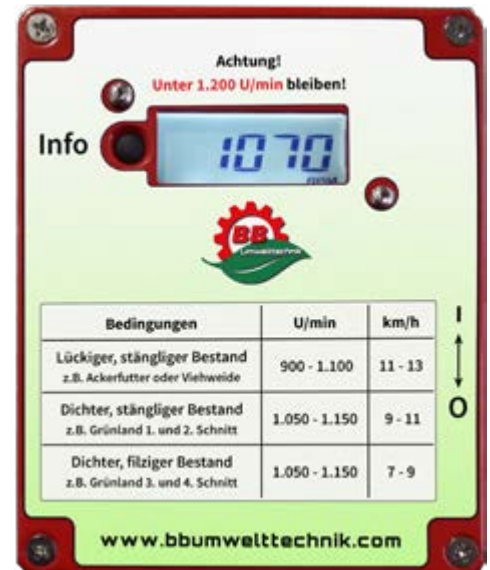 Achtung!
Unter 1.200 U/min bleiben!
Info
1070
BB
Umwelttechnik
Bedingungen U/min km/h
Lückiger, stängliger Bestand
z.B. Ackerfutter oder Viehweide
900 - 1.100 11 - 13
Dichter, stängliger Bestand
z.B. Grünland 1. und 2. Schnitt
1.050 - 1.150 9 - 11
Dichter, filziger Bestand
z.B. Grünland 3. und 4. Schnitt
1.050 - 1.150 7 - 9
I
O
www.bbumwelttechnik.com